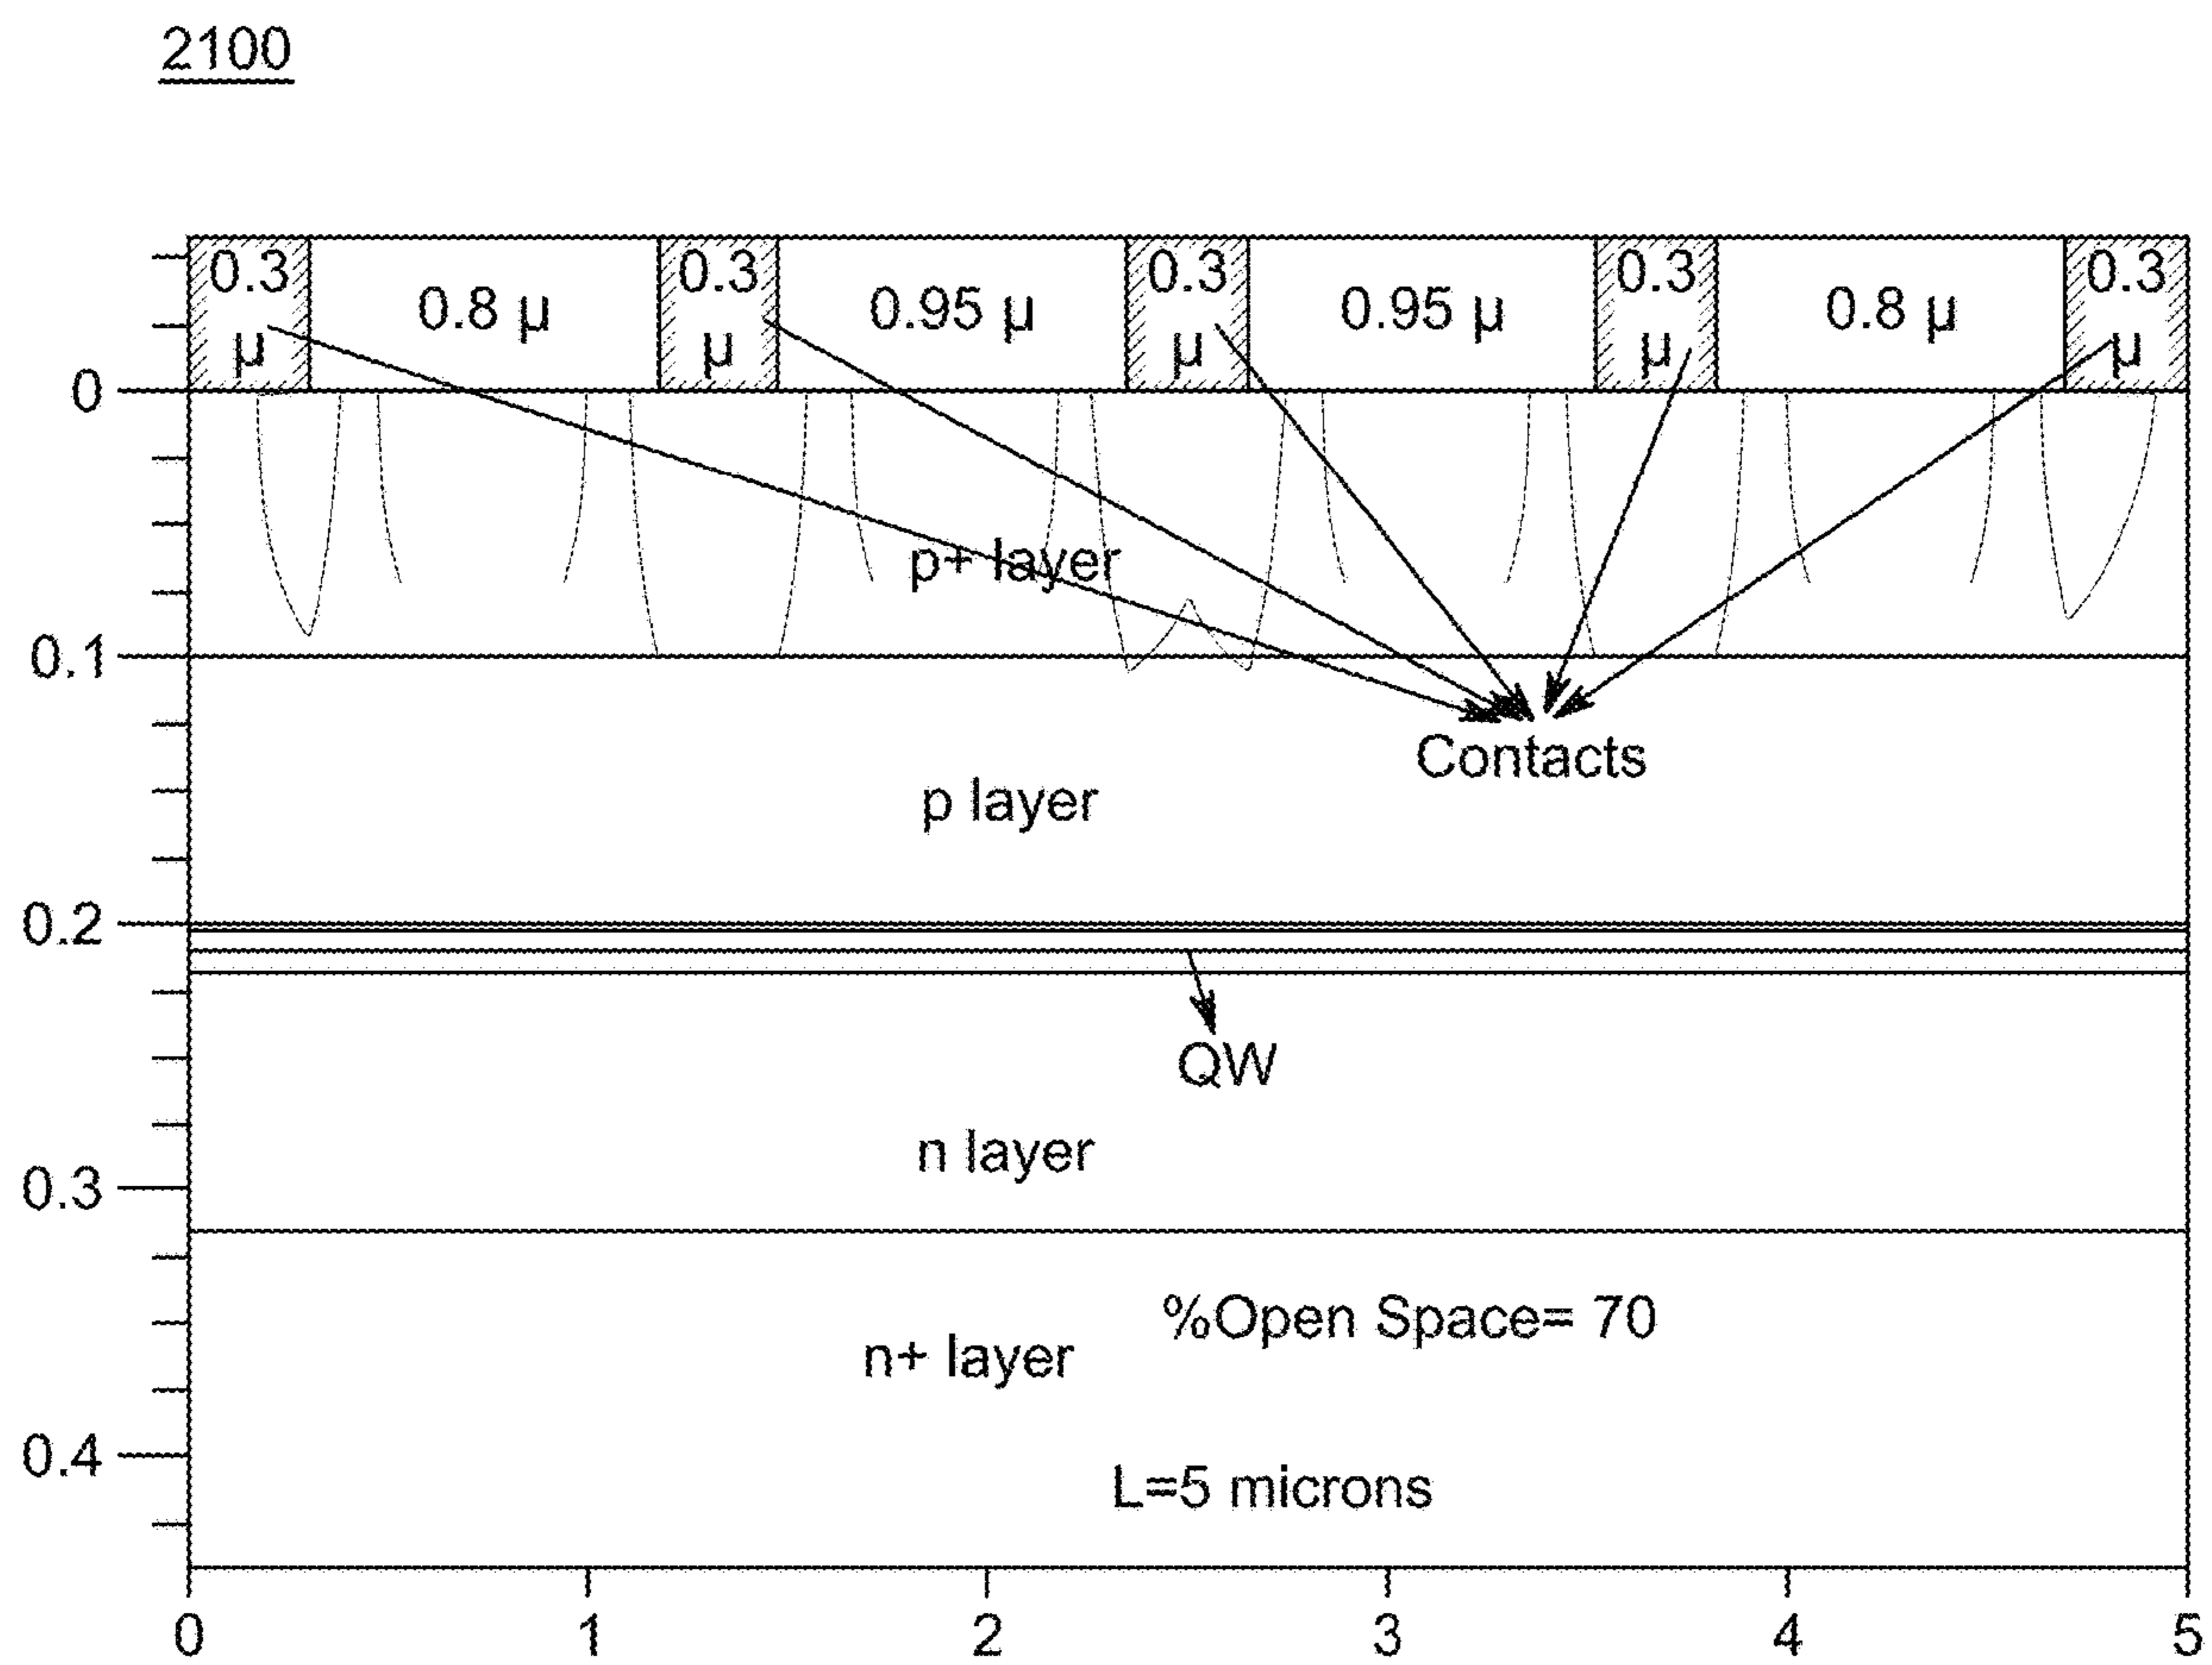 2100
0.3 μ 0.8 μ 0.3 μ 0.95 μ 0.3 μ 0.95 μ 0.3 μ 0.8 μ 0.3 μ
0
p+ layer
0.1
Contacts
p layer
0.2
QW
n layer
0.3
%Open Space= 70
n+ layer
0.4
L=5 microns
0 1 2 3 4 5